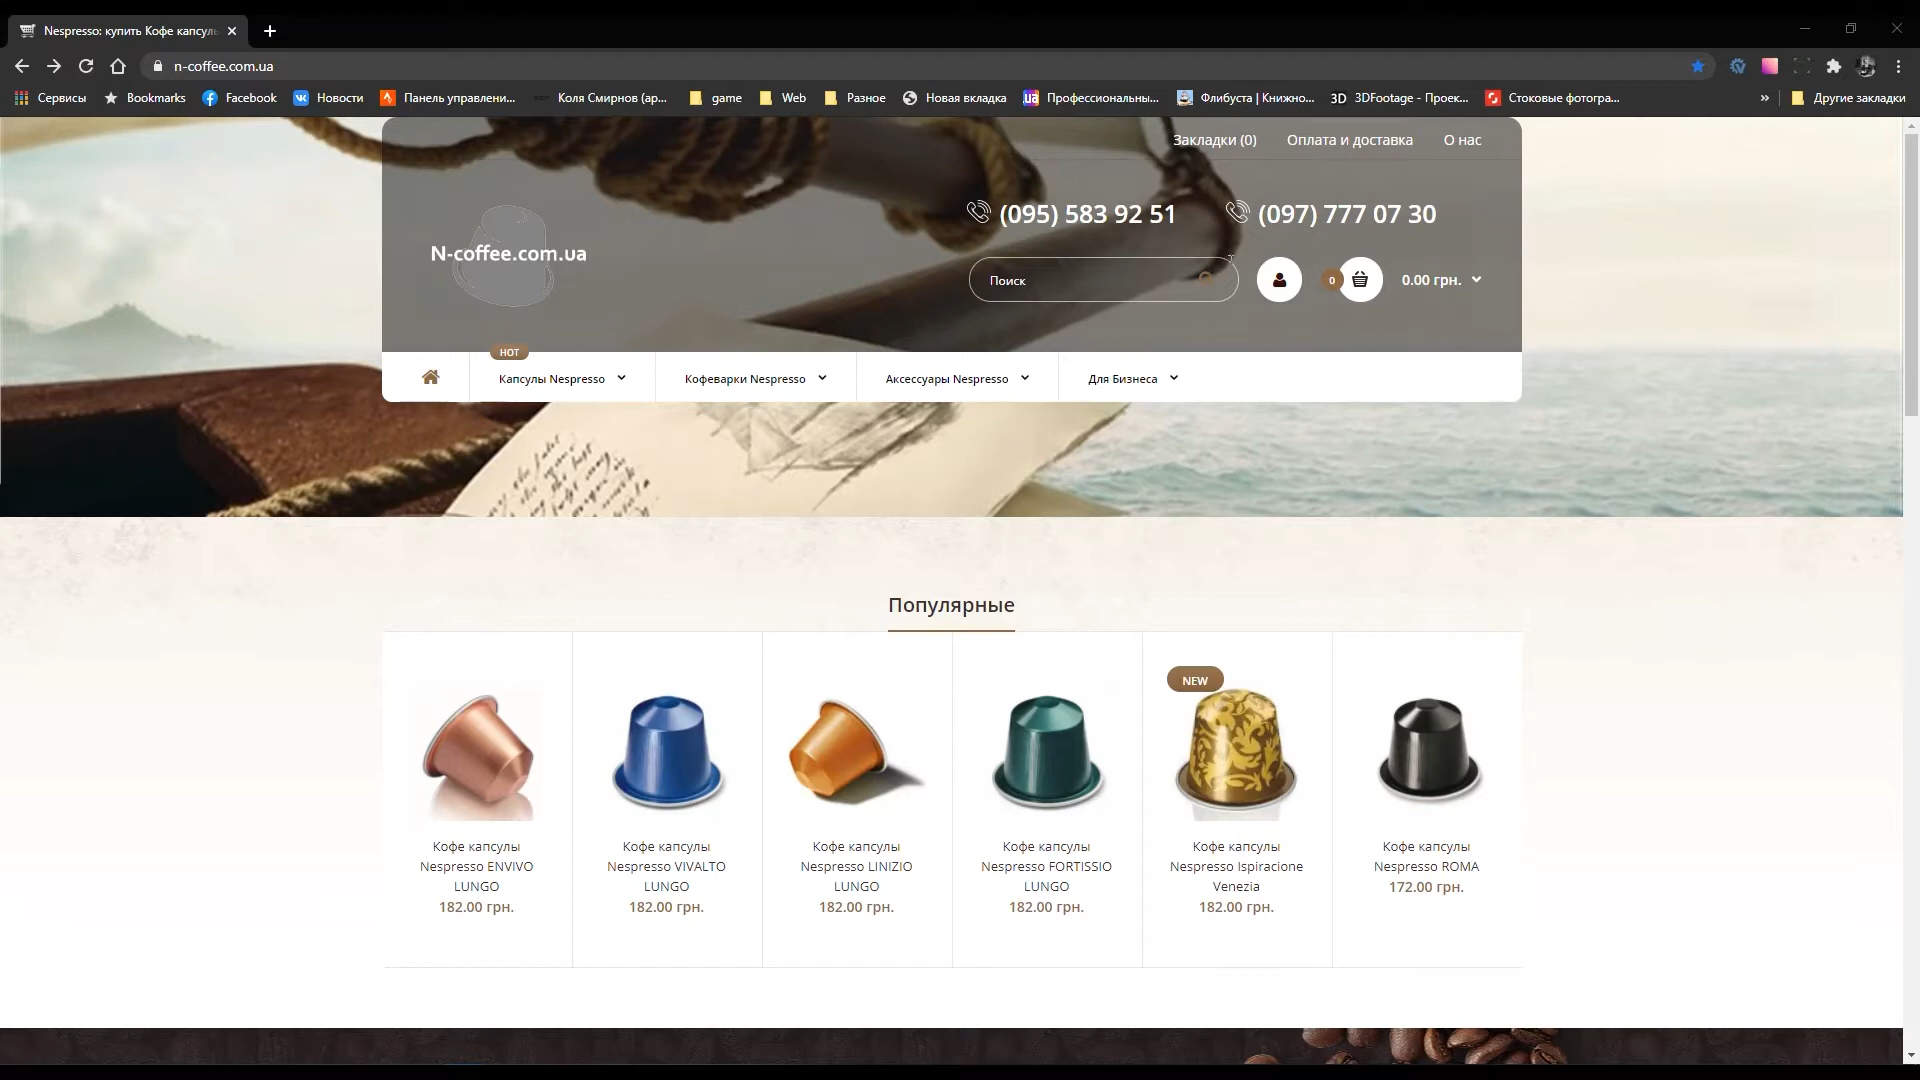 Nespresso: купить Кофе капсуль
n-coffee.com.ua
Сервисы Bookmarks Facebook Новости Панель управлени... Коля Смирнов (ар... game Web Разное Новая вкладка Профессиональны... Флибуста | Книжно... 3DFootage - Проек... Стоковые фотогра... » Другие закладки
Закладки (0) Оплата и доставка О нас
(095) 583 92 51 (097) 777 07 30
N-coffee.com.ua
Поиск 0 0.00 грн.
HOT
Капсулы Nespresso Кофеварки Nespresso Аксессуары Nespresso Для Бизнеса
Популярные
NEW
Кофе капсулы
Nespresso ENVIVO
LUNGO
182.00 грн.
Кофе капсулы
Nespresso VIVALTO
LUNGO
182.00 грн.
Кофе капсулы
Nespresso LINIZIO
LUNGO
182.00 грн.
Кофе капсулы
Nespresso FORTISSIO
LUNGO
182.00 грн.
Кофе капсулы
Nespresso Ispiracione
Venezia
182.00 грн.
Кофе капсулы
Nespresso ROMA
172.00 грн.